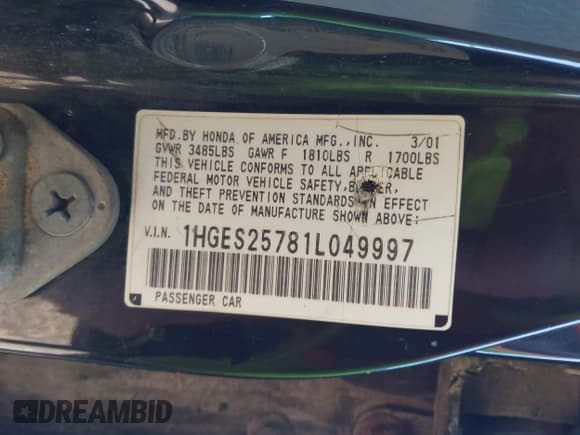 MFD. BY HONDA OF AMERICA MFG., INC. 3/01
GVWR 3485LBS GAWR F 1810LBS R 1700LBS
THIS VEHICLE CONFORMS TO ALL APPLICABLE
FEDERAL MOTOR VEHICLE SAFETY, BUMPER,
AND THEFT PREVENTION STANDARDS IN EFFECT
ON THE DATE OF MANUFACTURE SHOWN ABOVE:
V.I.N. 1HGES25781L049997
PASSENGER CAR
DREAMBID